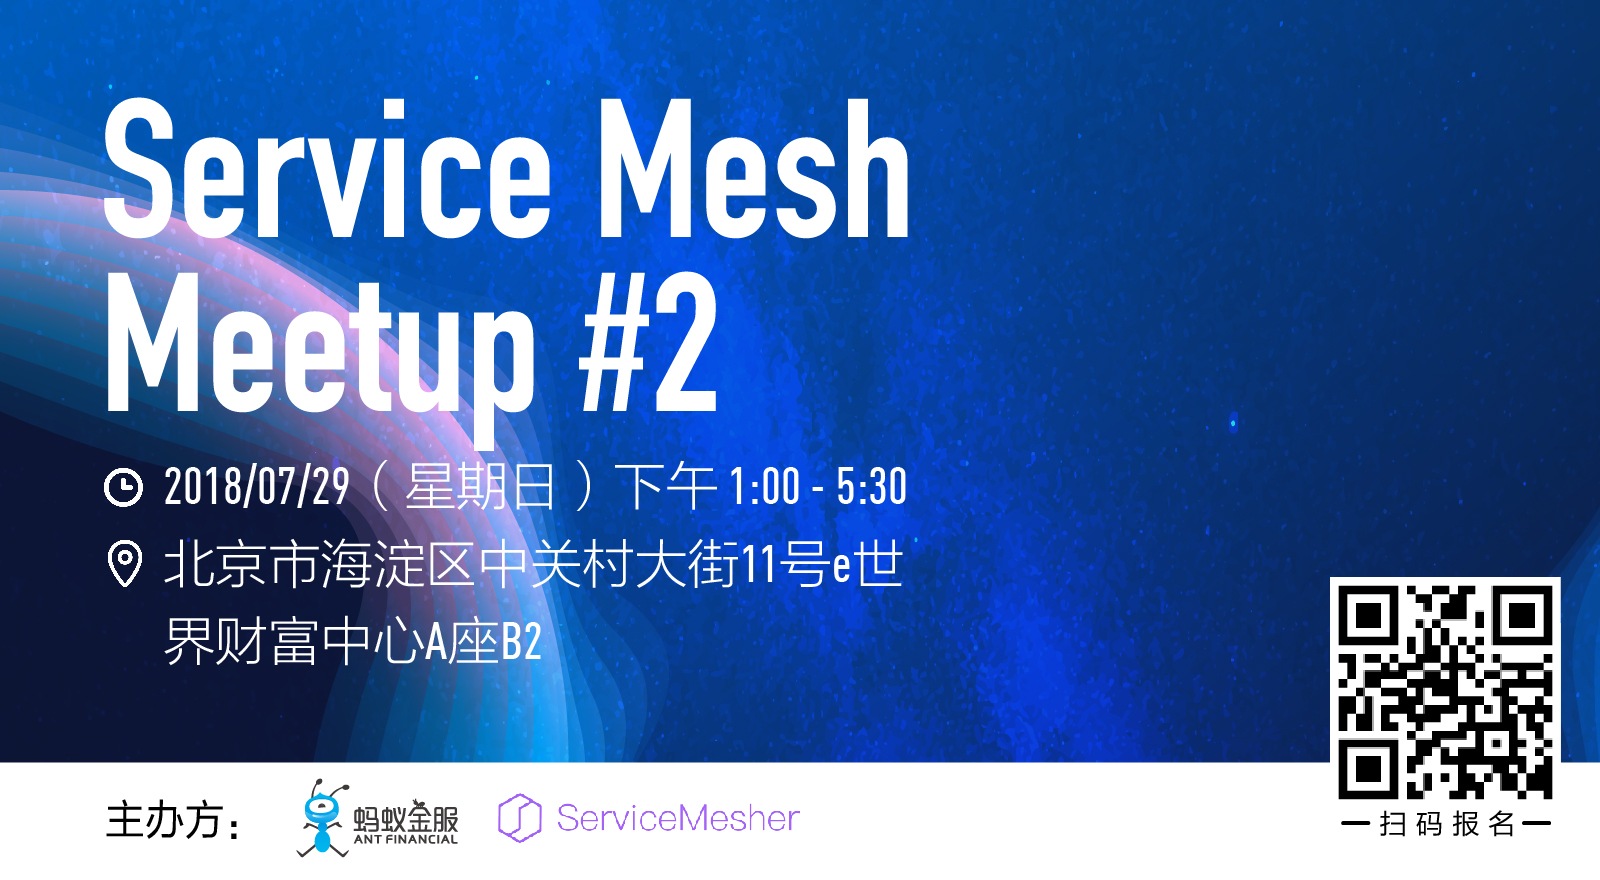 Service Mesh
Meetup #2
2018/07/29（星期日）下午 1:00 - 5:30
北京市海淀区中关村大街11号e世
界财富中心A座B2
主办方：
蚂蚁金服
ANT FINANCIAL
ServiceMesher
扫码报名